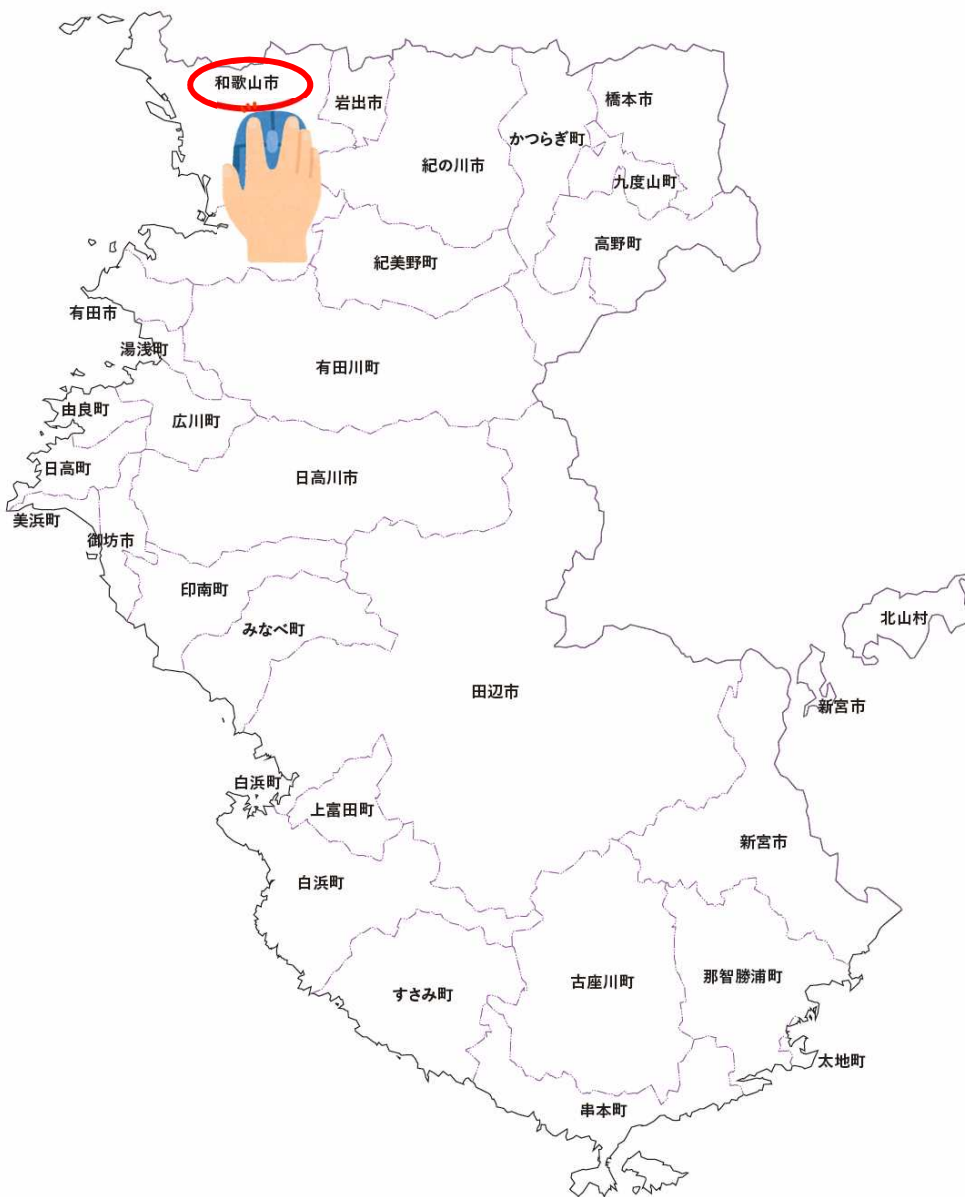 和歌山市
岩出市
橋本市
かつらぎ町
紀の川市
九度山町
高野町
紀美野町
有田市
湯浅町
有田川町
由良町
広川町
日高町
日高川市
美浜町
御坊市
印南町
みなべ町
北山村
田辺市
新宮市
白浜町
上富田町
新宮市
白浜町
すさみ町
古座川町
那智勝浦町
太地町
串本町